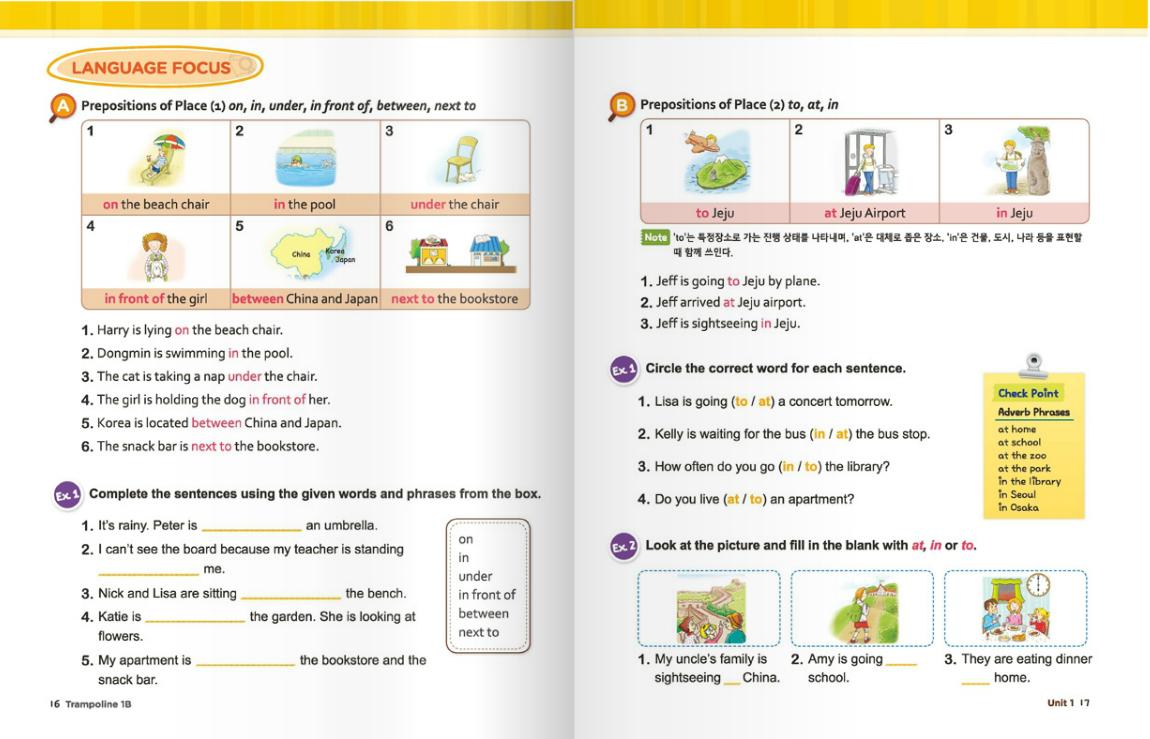 LANGUAGE FOCUS
A Prepositions of Place (1) on, in, under, in front of, between, next to
1
2
3
on the beach chair
in the pool
under the chair
4
5
6
China
Korea
Japan
in front of the girl
between China and Japan
next to the bookstore
1. Harry is lying on the beach chair.
2. Dongmin is swimming in the pool.
3. The cat is taking a nap under the chair.
4. The girl is holding the dog in front of her.
5. Korea is located between China and Japan.
6. The snack bar is next to the bookstore.
Ex.1 Complete the sentences using the given words and phrases from the box.
1. It's rainy. Peter is ____ an umbrella.
2. I can't see the board because my teacher is standing
____ me.
3. Nick and Lisa are sitting ____ the bench.
4. Katie is ____ the garden. She is looking at
flowers.
5. My apartment is ____ the bookstore and the
snack bar.
on
in
under
in front of
between
next to
16 Trampoline 1B
B Prepositions of Place (2) to, at, in
1
2
3
to Jeju
at Jeju Airport
in Jeju
Note 'to'는 특정장소로 가는 진행 상태를 나타내며, 'at'은 대체로 좁은 장소, 'in'은 건물, 도시, 나라 등을 표현할
때 함께 쓰인다.
1. Jeff is going to Jeju by plane.
2. Jeff arrived at Jeju airport.
3. Jeff is sightseeing in Jeju.
Ex.1 Circle the correct word for each sentence.
1. Lisa is going (to / at) a concert tomorrow.
2. Kelly is waiting for the bus (in / at) the bus stop.
3. How often do you go (in / to) the library?
4. Do you live (at / to) an apartment?
Check Point
Adverb Phrases
at home
at school
at the zoo
at the park
in the library
in Seoul
in Osaka
Ex.2 Look at the picture and fill in the blank with at, in or to.
1. My uncle's family is
sightseeing ____ China.
2. Amy is going ____
school.
3. They are eating dinner
____ home.
Unit 1 17